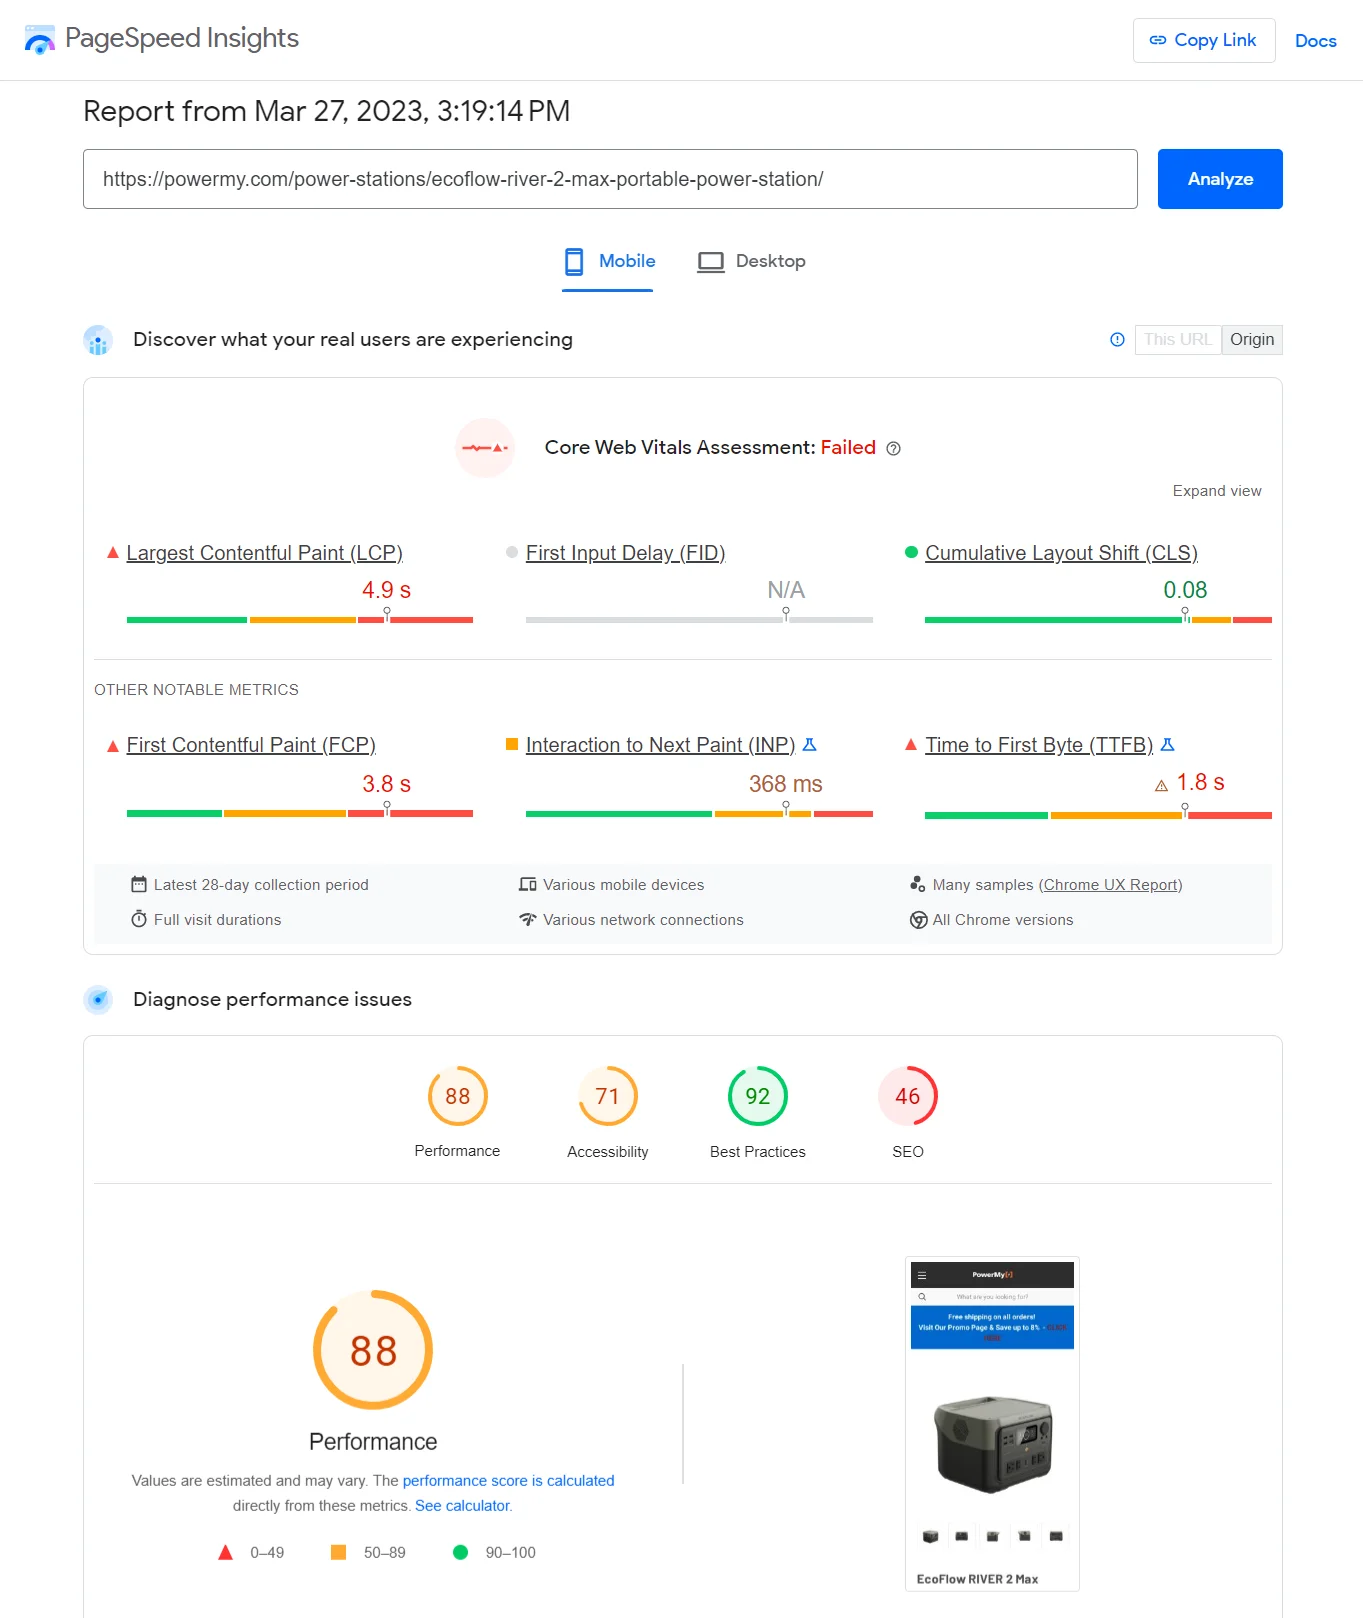 PageSpeed Insights
Copy Link
Docs
Report from Mar 27, 2023, 3:19:14 PM
https://powermy.com/power-stations/ecoflow-river-2-max-portable-power-station/
Analyze
Mobile
Desktop
Discover what your real users are experiencing
This URL
Origin
Core Web Vitals Assessment: Failed
Expand view
Largest Contentful Paint (LCP)
4.9 s
First Input Delay (FID)
N/A
Cumulative Layout Shift (CLS)
0.08
OTHER NOTABLE METRICS
First Contentful Paint (FCP)
3.8 s
Interaction to Next Paint (INP)
368 ms
Time to First Byte (TTFB)
1.8 s
Latest 28-day collection period
Various mobile devices
Many samples (Chrome UX Report)
Full visit durations
Various network connections
All Chrome versions
Diagnose performance issues
88
Performance
71
Accessibility
92
Best Practices
46
SEO
88
Performance
Values are estimated and may vary. The performance score is calculated
directly from these metrics. See calculator.
0–49
50–89
90–100
PowerMy
What are you looking for?
Free shipping on all orders!
Visit Our Promo Page & Save up to 8% - CLICK
HERE
EcoFlow RIVER 2 Max